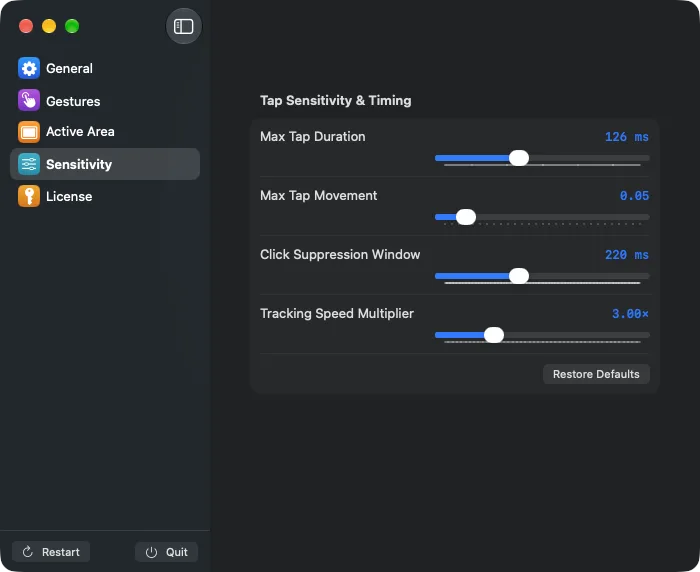 General
Gestures
Active Area
Sensitivity
License
Restart
Quit
Tap Sensitivity & Timing
Max Tap Duration 126 ms
Max Tap Movement 0.05
Click Suppression Window 220 ms
Tracking Speed Multiplier 3.00×
Restore Defaults